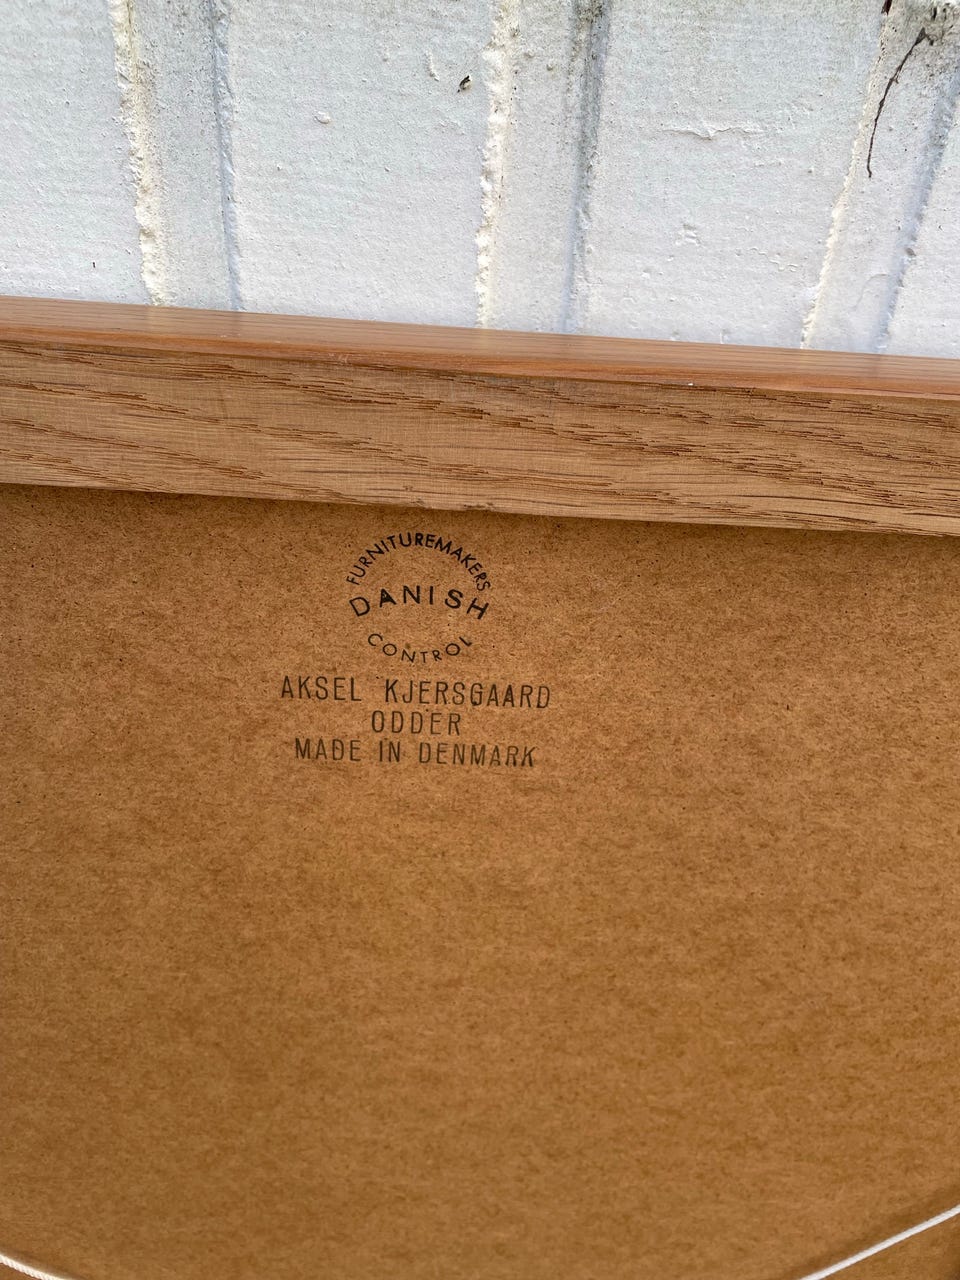 FURNITUREMAKERS
DANISH
CONTROL
AKSEL KJERSGAARD
ODDER
MADE IN DENMARK